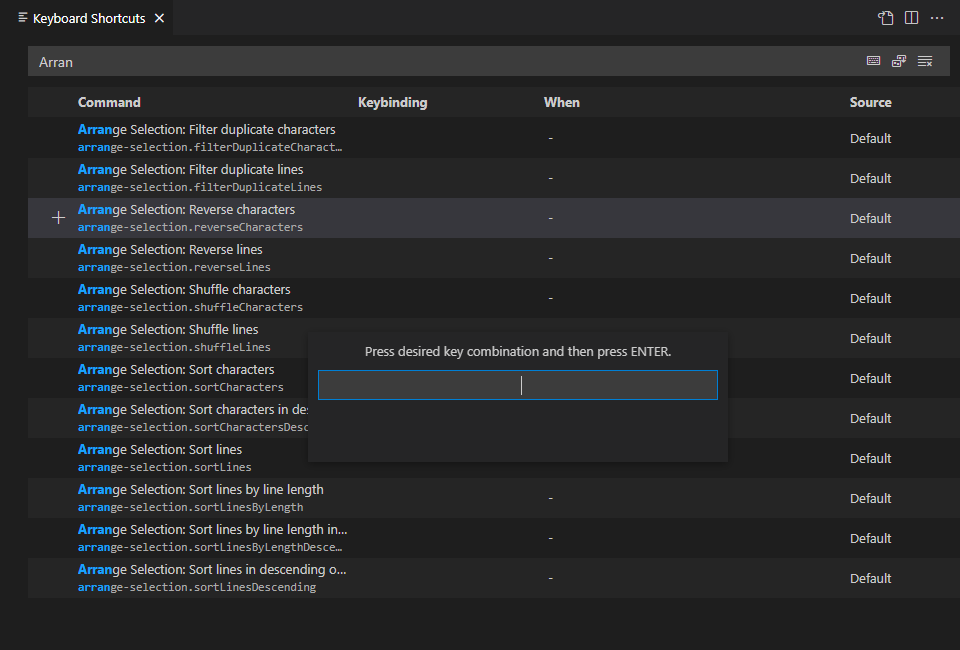 Keyboard Shortcuts
Arran
Command Keybinding When Source
Arrange Selection: Filter duplicate characters
arrange-selection.filterDuplicateCharact… - Default
Arrange Selection: Filter duplicate lines
arrange-selection.filterDuplicateLines - Default
Arrange Selection: Reverse characters
arrange-selection.reverseCharacters - Default
Arrange Selection: Reverse lines
arrange-selection.reverseLines - Default
Arrange Selection: Shuffle characters
arrange-selection.shuffleCharacters - Default
Arrange Selection: Shuffle lines
arrange-selection.shuffleLines Default
Press desired key combination and then press ENTER.
Arrange Selection: Sort characters
arrange-selection.sortCharacters Default
Arrange Selection: Sort characters in des
arrange-selection.sortCharactersDesc Default
Arrange Selection: Sort lines
arrange-selection.sortLines Default
Arrange Selection: Sort lines by line length
arrange-selection.sortLinesByLength - Default
Arrange Selection: Sort lines by line length in...
arrange-selection.sortLinesByLengthDesce… - Default
Arrange Selection: Sort lines in descending o...
arrange-selection.sortLinesDescending - Default